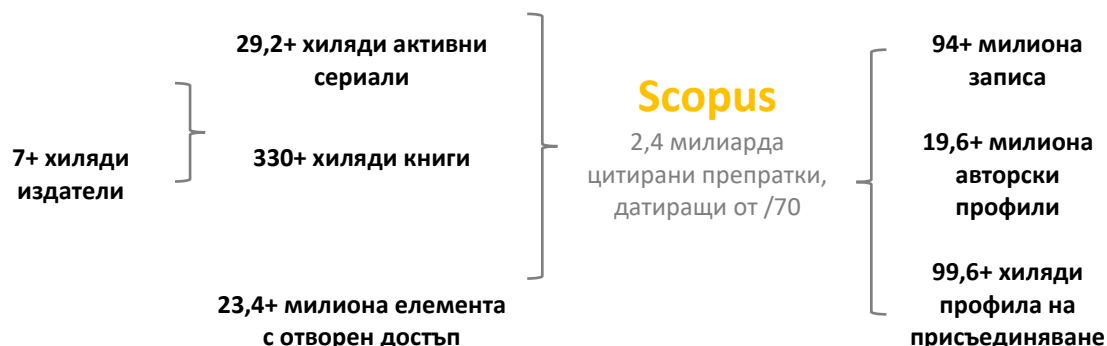 7+ хиляди
издатели
29,2+ хиляди активни
сериали
330+ хиляди книги
23,4+ милиона елемента
с отворен достъп
Scopus
2,4 милиарда
цитирани препратки,
датиращи от /70
94+ милиона
записа
19,6+ милиона
авторски
профили
99,6+ хиляди
профила на
присъединяване